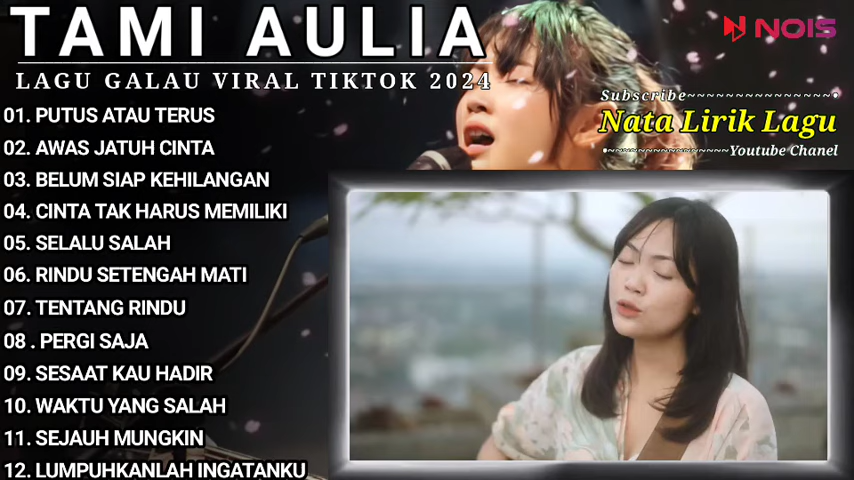 TAMI AULIA
LAGU GALAU VIRAL TIKTOK 2024
01. PUTUS ATAU TERUS
02. AWAS JATUH CINTA
03. BELUM SIAP KEHILANGAN
04. CINTA TAK HARUS MEMILIKI
05. SELALU SALAH
06. RINDU SETENGAH MATI
07. TENTANG RINDU
08 . PERGI SAJA
09. SESAAT KAU HADIR
10. WAKTU YANG SALAH
11. SEJAUH MUNGKIN
12. LUMPUHKANLAH INGATANKU
NOIS
Subscribe~~~~~~~~~~~~~~~•
Nata Lirik Lagu
•~~~~~~~~~~~~~~~~Youtube Chanel